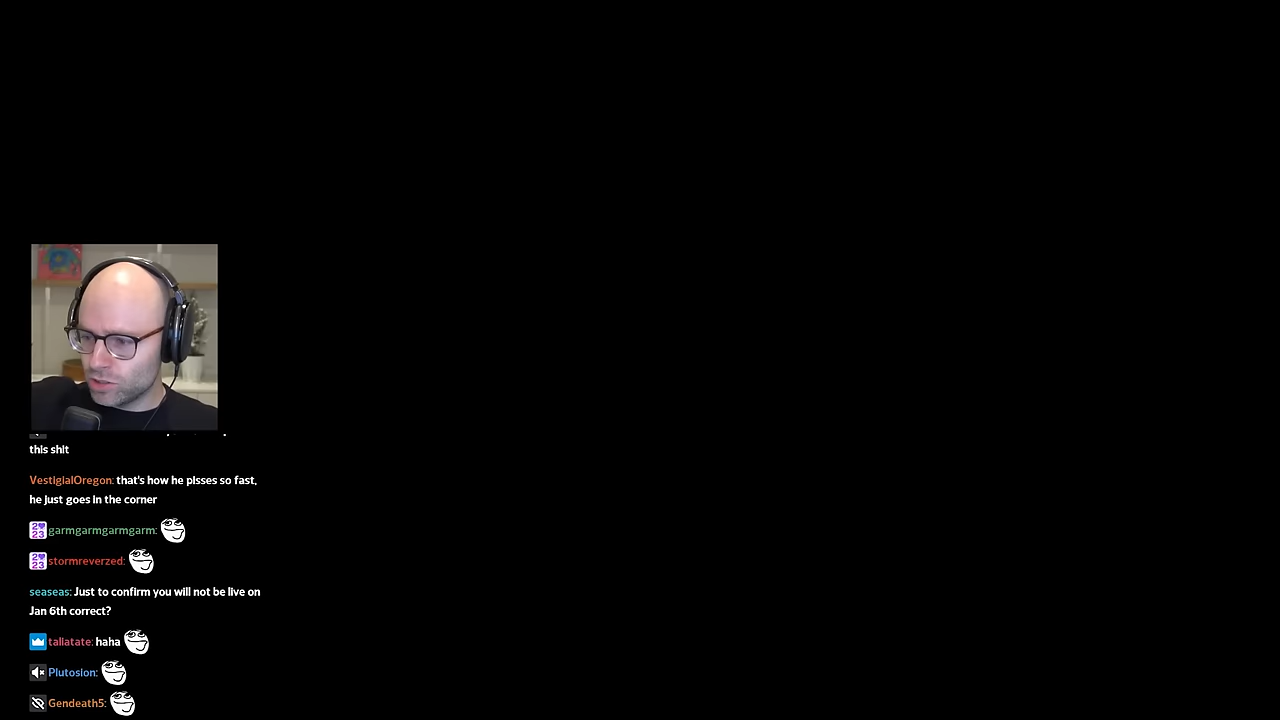 this shit
VestigialOregon: that's how he pisses so fast,
he just goes in the corner
garmgarmgarmgarm:
stormreverzed:
seaseas: Just to confirm you will not be live on
Jan 6th correct?
tallatate: haha
Plutosion:
Gendeath5: